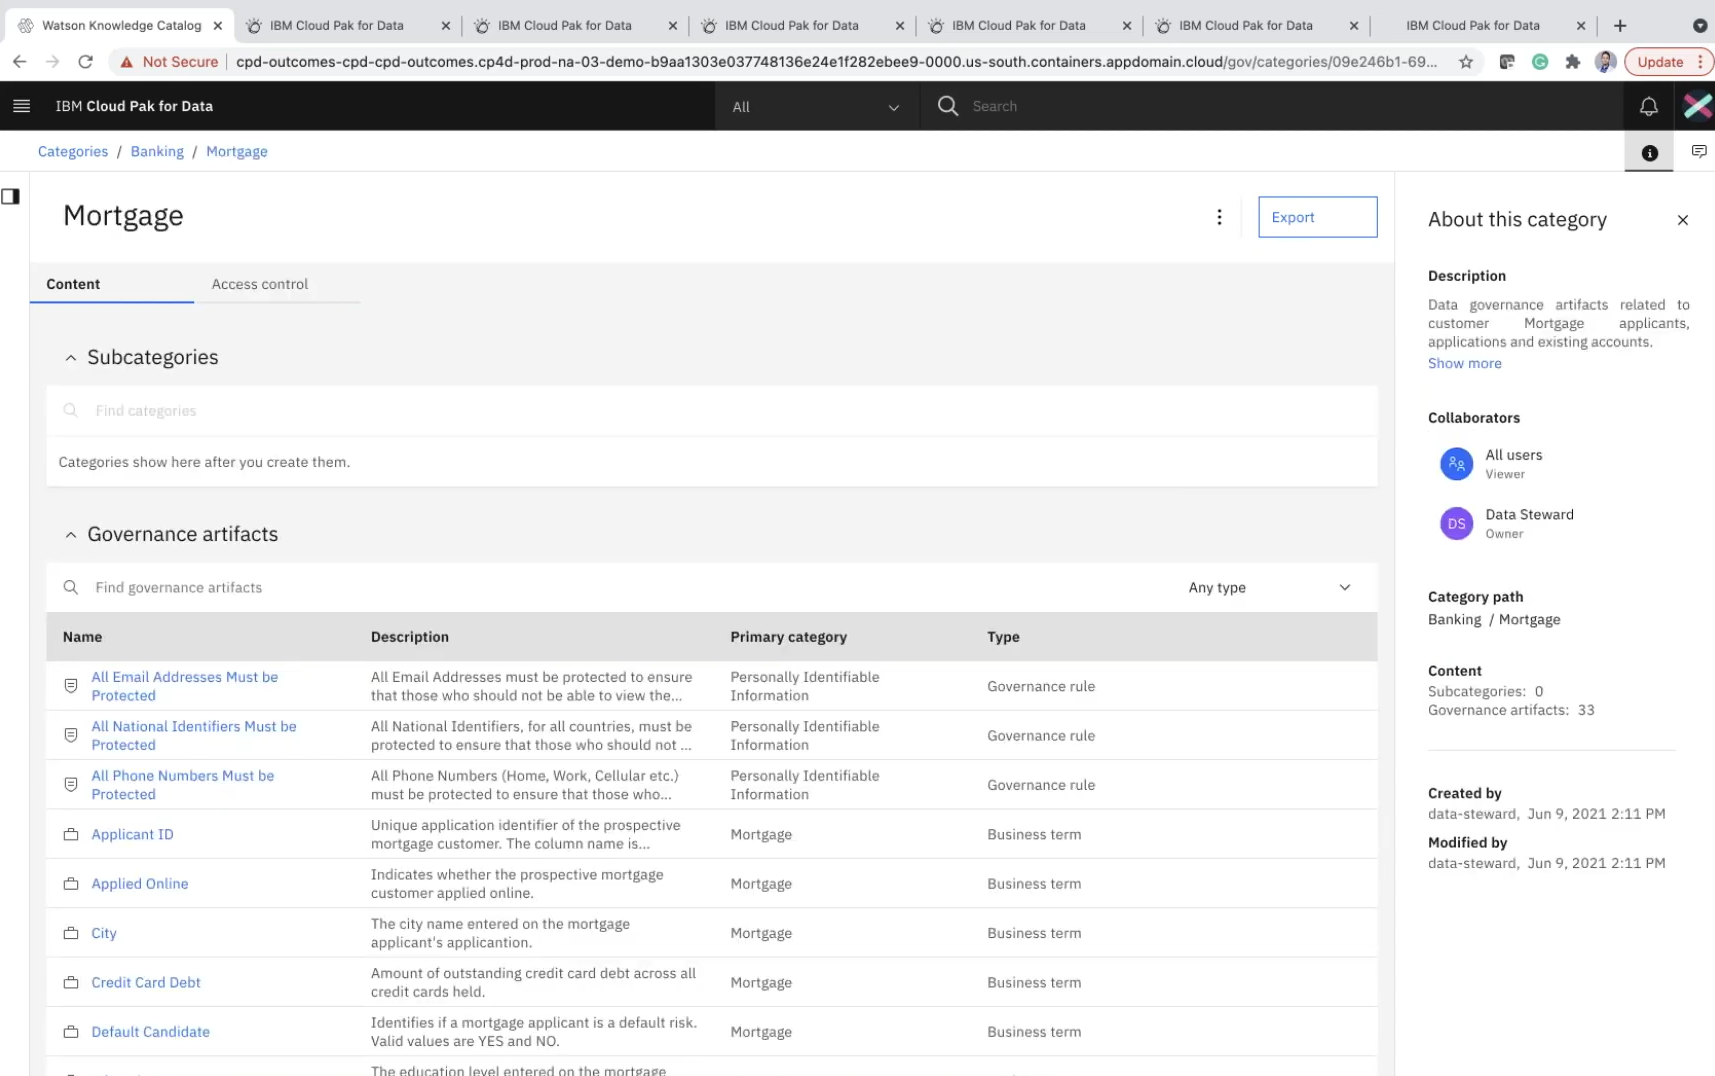 Watson Knowledge Catalog
IBM Cloud Pak for Data
IBM Cloud Pak for Data
IBM Cloud Pak for Data
IBM Cloud Pak for Data
IBM Cloud Pak for Data
IBM Cloud Pak for Data
Not Secure
cpd-outcomes-cpd-cpd-outcomes.cp4d-prod-na-03-demo-b9aa1303e037748136e24e1f282ebee9-0000.us-south.containers.appdomain.cloud/gov/categories/09e246b1-69...
Update
IBM Cloud Pak for Data
All
Search
Categories / Banking / Mortgage
Mortgage
Export
Content
Access control
Subcategories
Find categories
Categories show here after you create them.
Governance artifacts
Find governance artifacts
Any type
Name Description Primary category Type
All Email Addresses Must be
Protected
All Email Addresses must be protected to ensure
that those who should not be able to view the...
Personally Identifiable
Information
Governance rule
All National Identifiers Must be
Protected
All National Identifiers, for all countries, must be
protected to ensure that those who should not ...
Personally Identifiable
Information
Governance rule
All Phone Numbers Must be
Protected
All Phone Numbers (Home, Work, Cellular etc.)
must be protected to ensure that those who...
Personally Identifiable
Information
Governance rule
Applicant ID
Unique application identifier of the prospective
mortgage customer. The column name is...
Mortgage
Business term
Applied Online
Indicates whether the prospective mortgage
customer applied online.
Mortgage
Business term
City
The city name entered on the mortgage
applicant's applicantion.
Mortgage
Business term
Credit Card Debt
Amount of outstanding credit card debt across all
credit cards held.
Mortgage
Business term
Default Candidate
Identifies if a mortgage applicant is a default risk.
Valid values are YES and NO.
Mortgage
Business term
The education level entered on the mortgage
About this category
Description
Data governance artifacts related to
customer Mortgage applicants,
applications and existing accounts.
Show more
Collaborators
All users
Viewer
DS
Data Steward
Owner
Category path
Banking / Mortgage
Content
Subcategories: 0
Governance artifacts: 33
Created by
data-steward, Jun 9, 2021 2:11 PM
Modified by
data-steward, Jun 9, 2021 2:11 PM